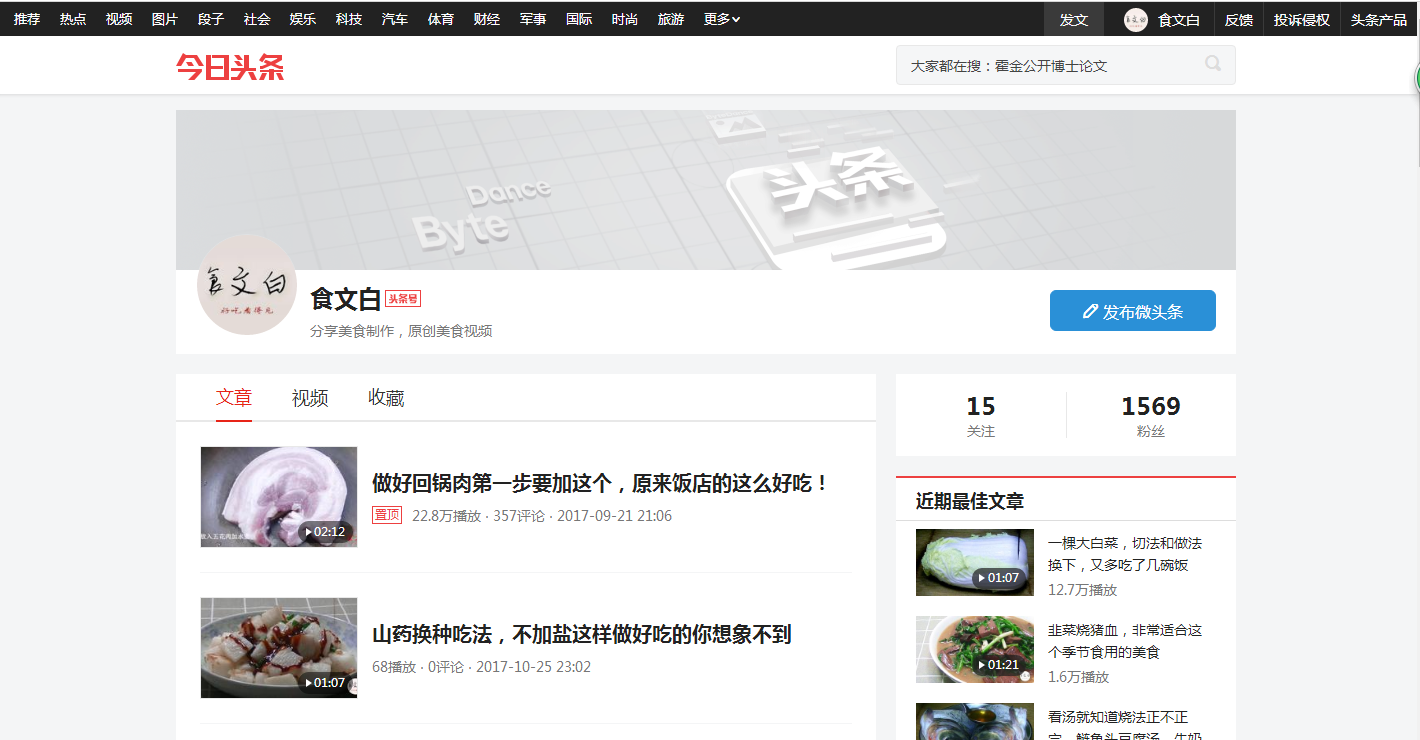 推荐 热点 视频 图片 段子 社会 娱乐 科技 汽车 体育 财经 军事 国际 时尚 旅游 更多 发文 食文白 反馈 投诉侵权 头条产品
今日头条
大家都在搜：霍金公开博士论文
头条
Dance
Byte
食文白
好吃看得见
食文白 头条号
分享美食制作，原创美食视频
发布微头条
文章 视频 收藏
15
关注
1569
粉丝
做好回锅肉第一步要加这个，原来饭店的这么好吃！
置顶 22.8万播放 · 357评论 · 2017-09-21 21:06
02:12
山药换种吃法，不加盐这样做好吃的你想象不到
68播放 · 0评论 · 2017-10-25 23:02
01:07
近期最佳文章
一棵大白菜，切法和做法
换下，又多吃了几碗饭
12.7万播放
01:07
韭菜烧猪血，非常适合这
个季节食用的美食
1.6万播放
01:21
看汤就知道烧法正不正